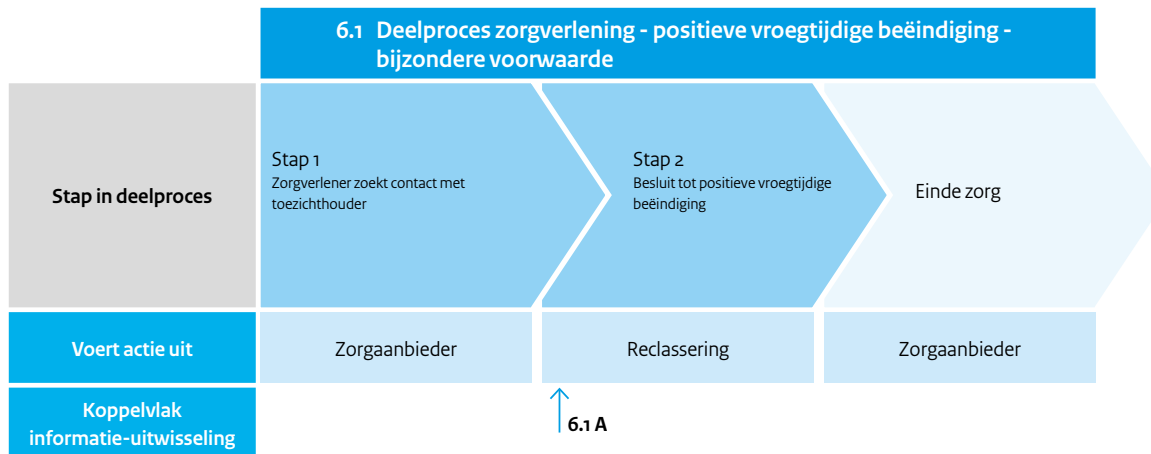 6.1 Deelproces zorgverlening - positieve vroegtijdige beëindiging -
bijzondere voorwaarde
Stap in deelproces
Stap 1
Zorgverlener zoekt contact met
toezichthouder
Stap 2
Besluit tot positieve vroegtijdige
beëindiging
Einde zorg
Voert actie uit
Zorgaanbieder
Reclassering
Zorgaanbieder
Koppelvlak
informatie-uitwisseling
6.1 A